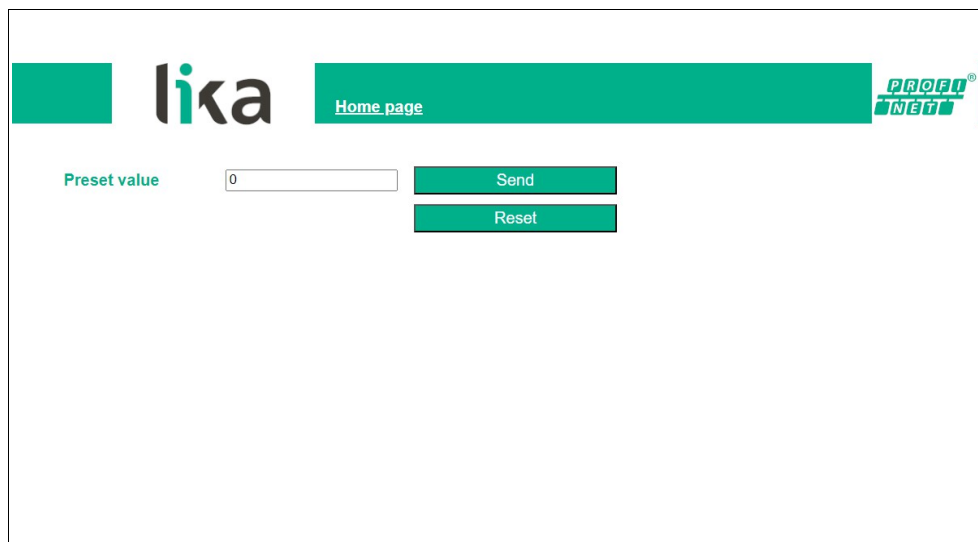 lika
Home page
PROFI®
NET
Preset value 0 Send
Reset